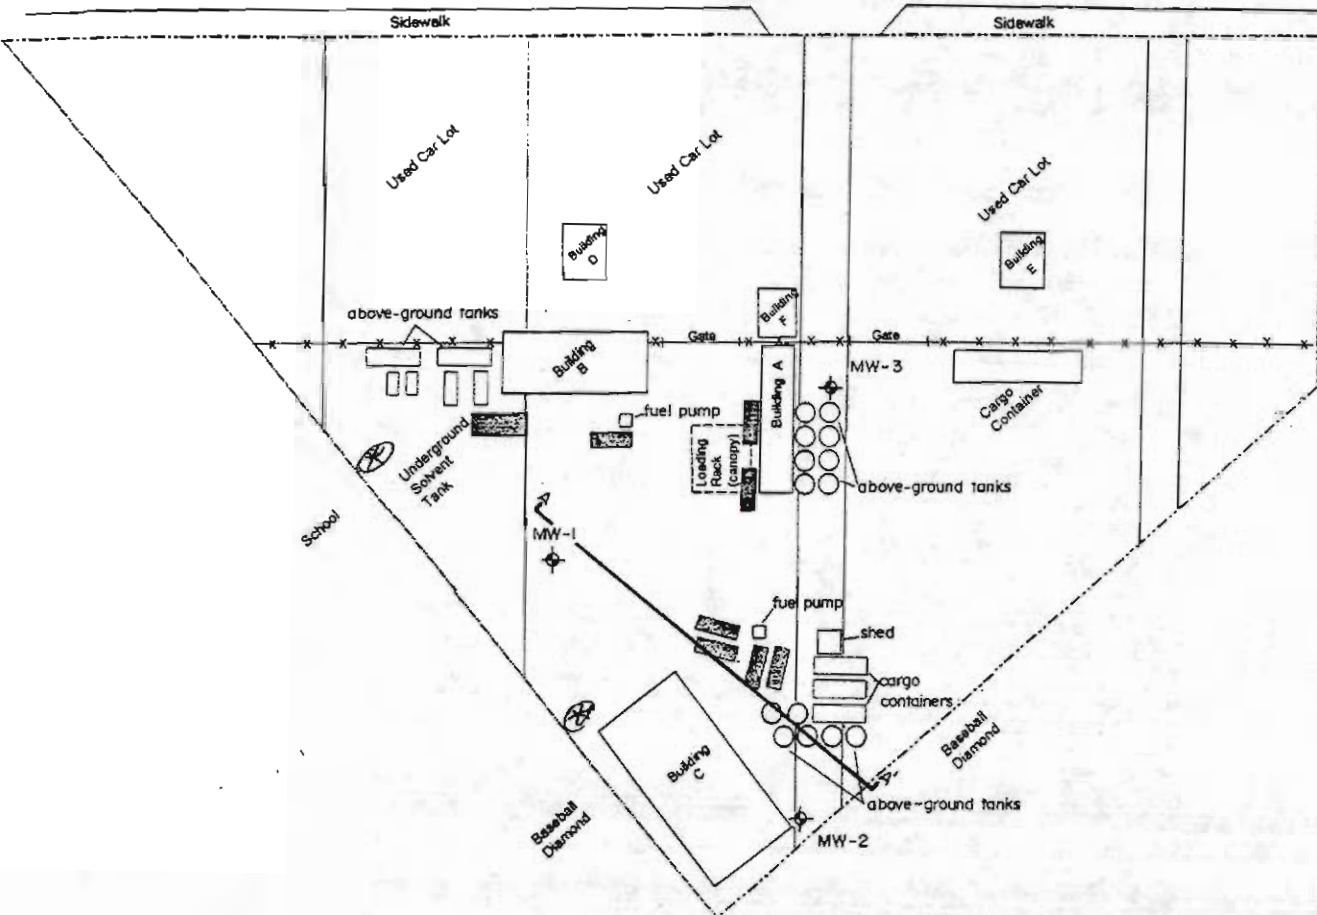 Sidewalk
Sidewalk
Used Car Lot
Used Car Lot
Used Car Lot
Building
D
Building
E
Building
F
above-ground tanks
Gate
Gate
Building
B
Building A
MW-3
Cargo
Container
fuel pump
Loading
Rack
(canopy)
Underground
Solvent
Tank
above-ground tanks
School
A
MW-1
fuel pump
shed
cargo
containers
Building
C
Baseball
Diamond
A'
above-ground tanks
Baseball
Diamond
MW-2